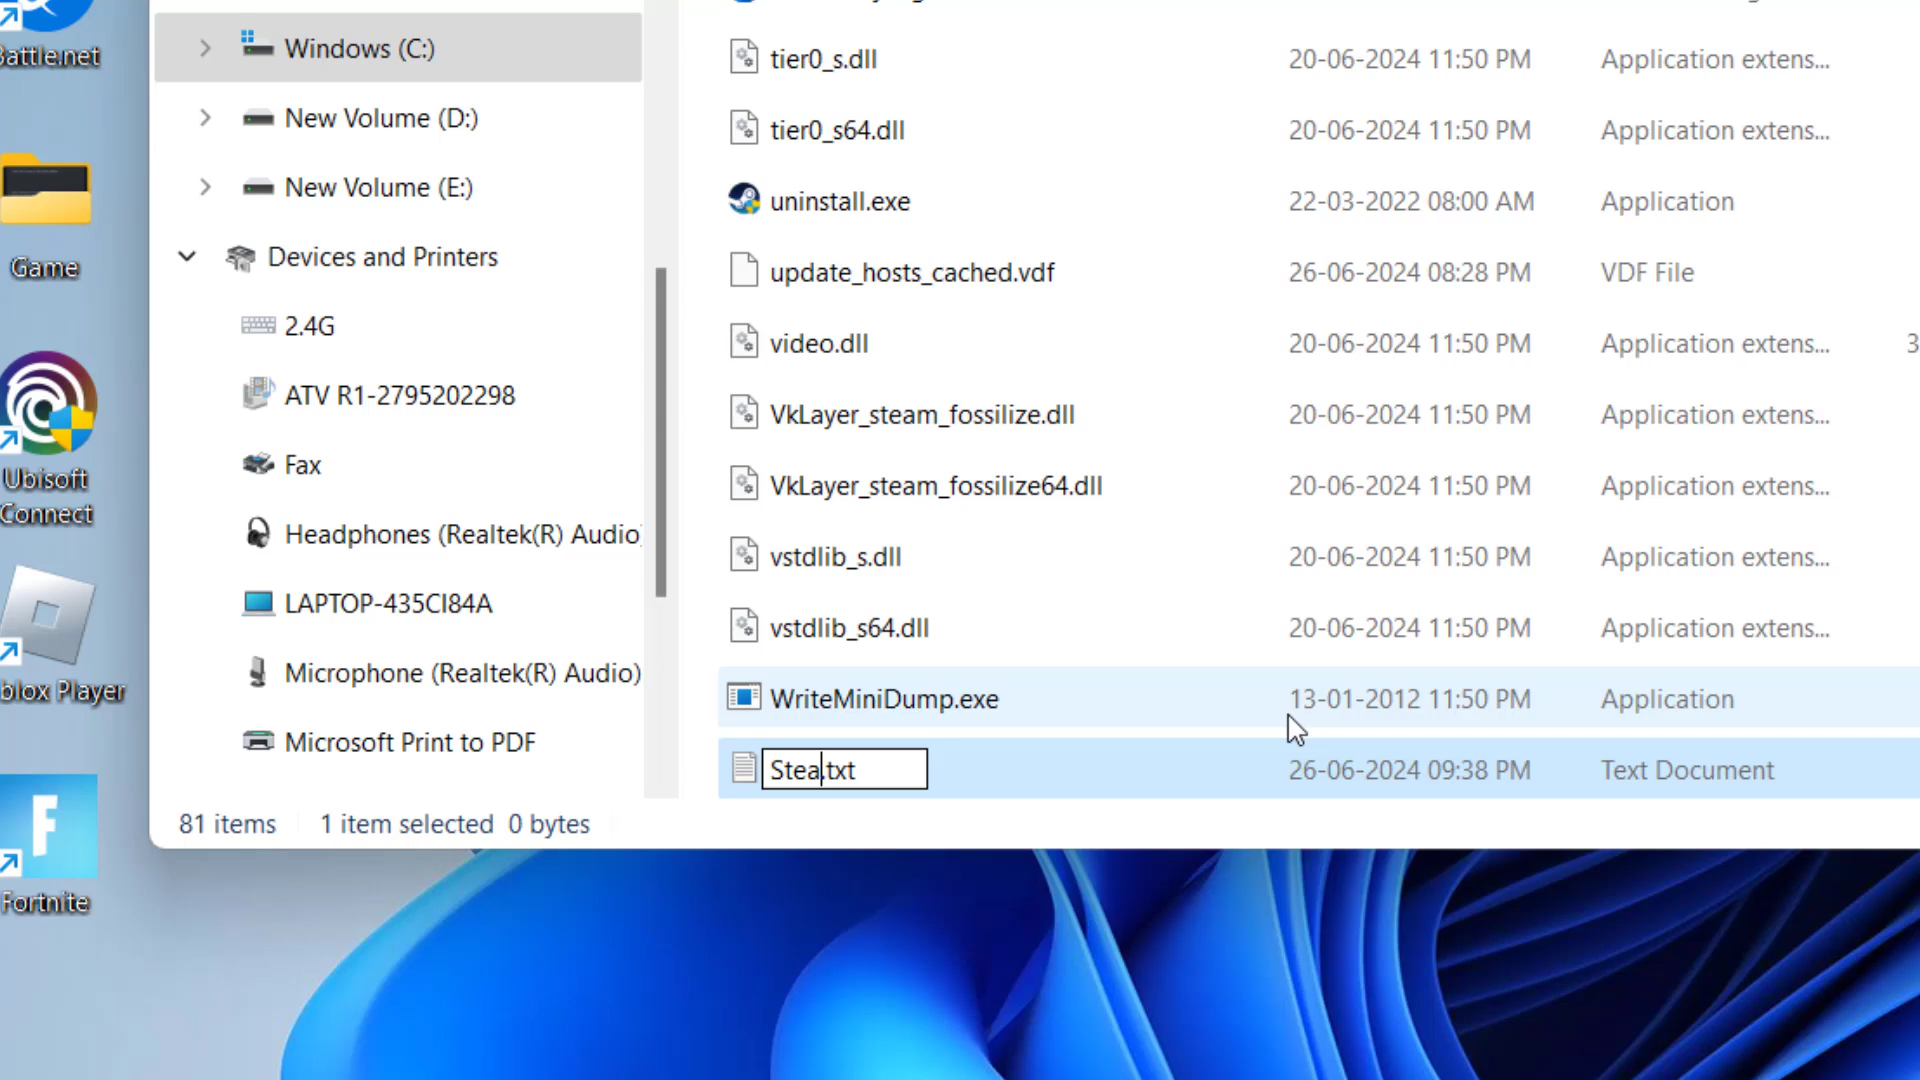 Battle.net
Game
Ubisoft
Connect
blox Player
Fortnite
Windows (C:)
New Volume (D:)
New Volume (E:)
Devices and Printers
2.4G
ATV R1-2795202298
Fax
Headphones (Realtek(R) Audio)
LAPTOP-435CI84A
Microphone (Realtek(R) Audio)
Microsoft Print to PDF
tier0_s.dll 20-06-2024 11:50 PM Application extens...
tier0_s64.dll 20-06-2024 11:50 PM Application extens...
uninstall.exe 22-03-2022 08:00 AM Application
update_hosts_cached.vdf 26-06-2024 08:28 PM VDF File
video.dll 20-06-2024 11:50 PM Application extens... 3
VkLayer_steam_fossilize.dll 20-06-2024 11:50 PM Application extens...
VkLayer_steam_fossilize64.dll 20-06-2024 11:50 PM Application extens...
vstdlib_s.dll 20-06-2024 11:50 PM Application extens...
vstdlib_s64.dll 20-06-2024 11:50 PM Application extens...
WriteMiniDump.exe 13-01-2012 11:50 PM Application
Stea.txt 26-06-2024 09:38 PM Text Document
81 items 1 item selected 0 bytes